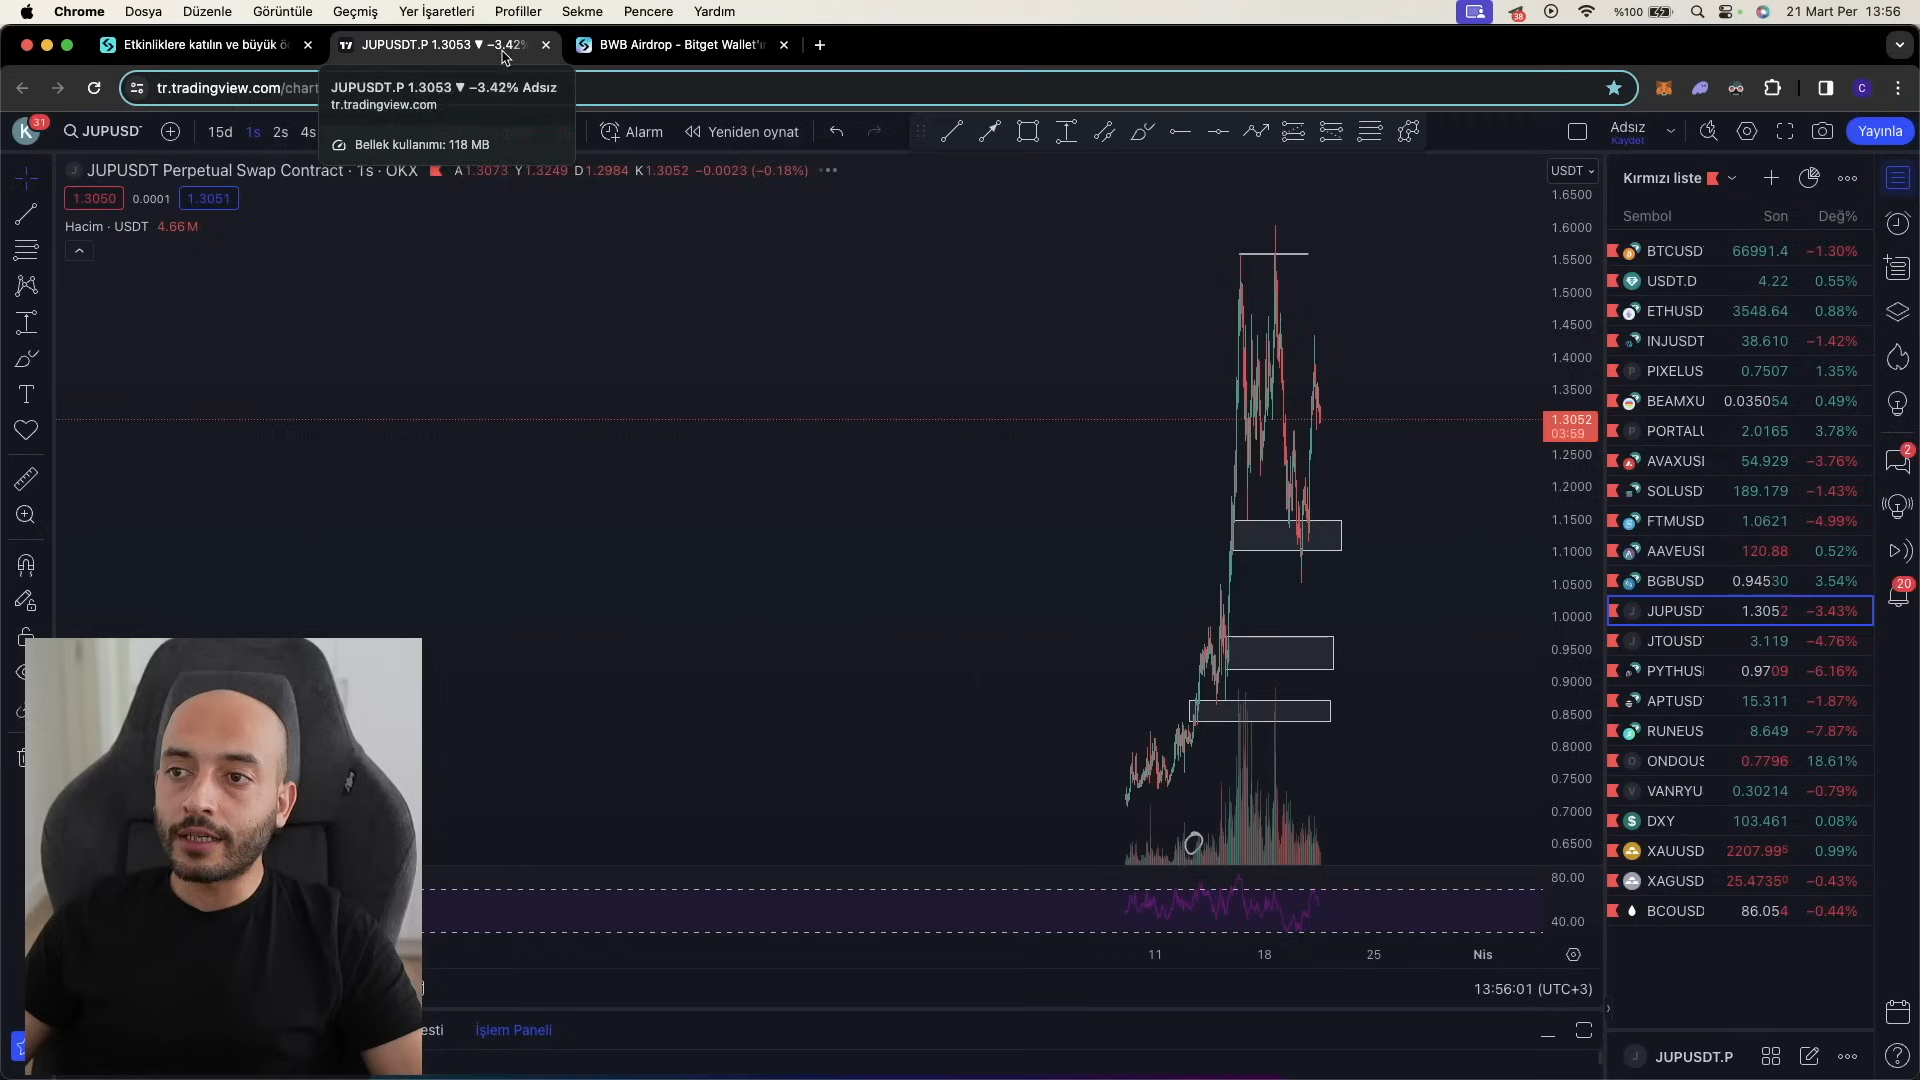 Chrome Dosya Düzenle Görüntüle Geçmiş Yer İşaretleri Profiller Sekme Pencere Yardım
38 %100 21 Mart Per 13:56
Etkinliklere katılın ve büyük ö
JUPUSDT.P 1.3053 ▼ −3.42%
BWB Airdrop - Bitget Wallet'ın
tr.tradingview.com/chart
JUPUSDT.P 1.3053 ▼ −3.42% Adsız
tr.tradingview.com
Bellek kullanımı: 118 MB
C
K 31 JUPUSD 15d 1s 2s 4s
Alarm Yeniden oynat
Adsız
Kaydet
Yayınla
JUPUSDT Perpetual Swap Contract · 1s · OKX A1.3073 Y1.3249 D1.2984 K1.3052 −0.0023 (−0.18%)
1.3050 0.0001 1.3051
Hacim · USDT 4.66M
USDT
1.6500
1.6000
1.5500
1.5000
1.4500
1.4000
1.3500
1.3052
03:59
1.2500
1.2000
1.1500
1.1000
1.0500
1.0000
0.9500
0.9000
0.8500
0.8000
0.7500
0.7000
0.6500
80.00
40.00
11 18 25 Nis
13:56:01 (UTC+3)
esti İşlem Paneli
Kırmızı liste
Sembol Son Değ%
BTCUSD 66991.4 −1.30%
USDT.D 4.22 0.55%
ETHUSD 3548.64 0.88%
INJUSDT 38.610 −1.42%
PIXELUS 0.7507 1.35%
BEAMXU 0.035054 0.49%
PORTALU 2.0165 3.78%
AVAXUSI 54.929 −3.76%
SOLUSD 189.179 −1.43%
FTMUSD 1.0621 −4.99%
AAVEUSI 120.88 0.52%
BGBUSD 0.94530 3.54%
JUPUSD 1.3052 −3.43%
JTOUSD 3.119 −4.76%
PYTHUSI 0.9709 −6.16%
APTUSD 15.311 −1.87%
RUNEUS 8.649 −7.87%
ONDOUS 0.7796 18.61%
VANRYU 0.30214 −0.79%
DXY 103.461 0.08%
XAUUSD 2207.995 0.99%
XAGUSD 25.4735⁰ −0.43%
BCOUSD 86.054 −0.44%
2
20
JUPUSDT.P